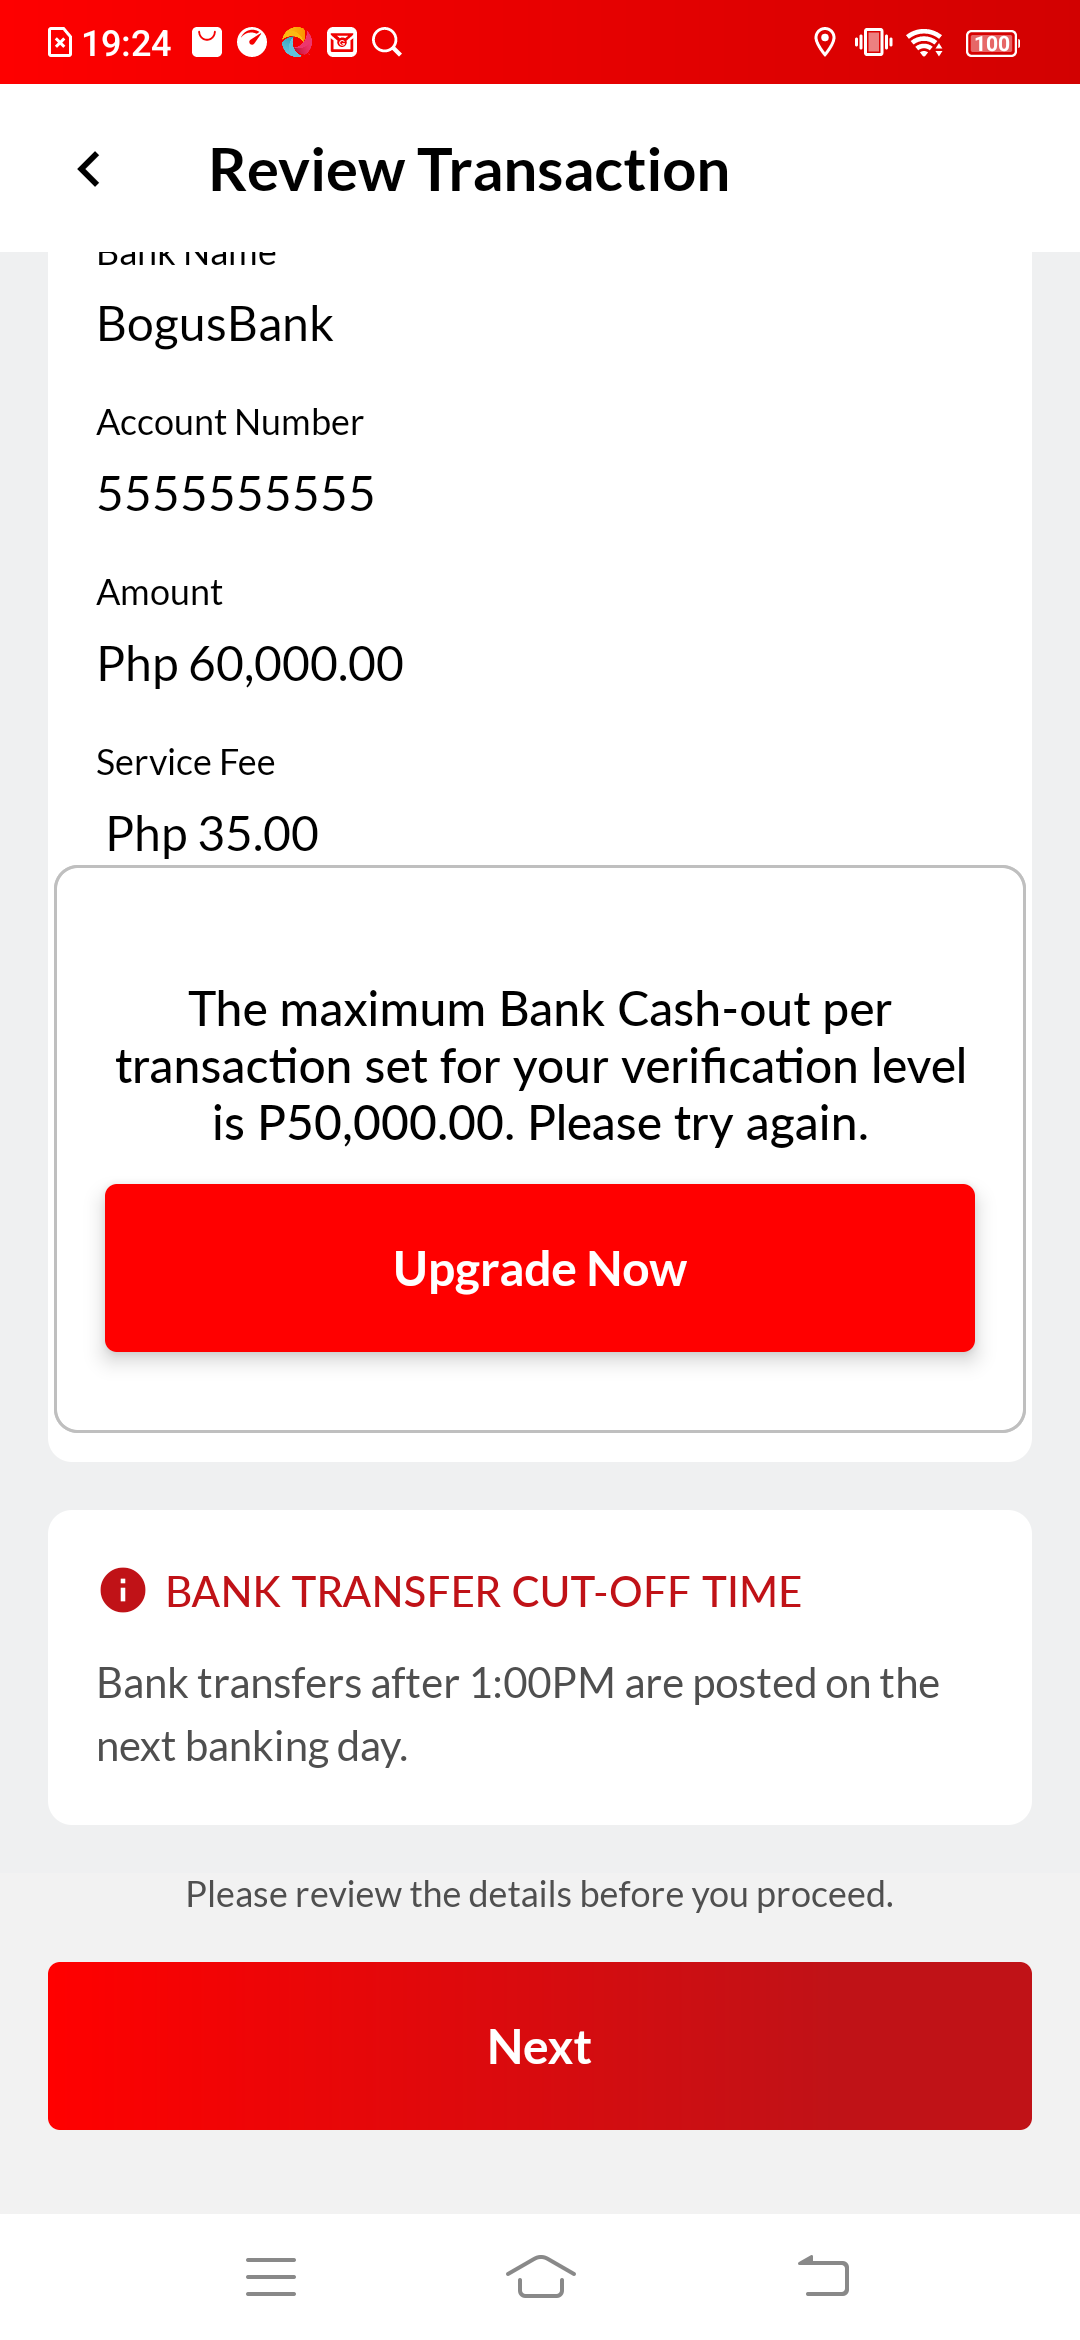 19:24
100
Review Transaction
Bank Name
BogusBank
Account Number
5555555555
Amount
Php 60,000.00
Service Fee
Php 35.00
The maximum Bank Cash-out per
transaction set for your verification level
is P50,000.00. Please try again.
Upgrade Now
BANK TRANSFER CUT-OFF TIME
Bank transfers after 1:00PM are posted on the
next banking day.
Please review the details before you proceed.
Next